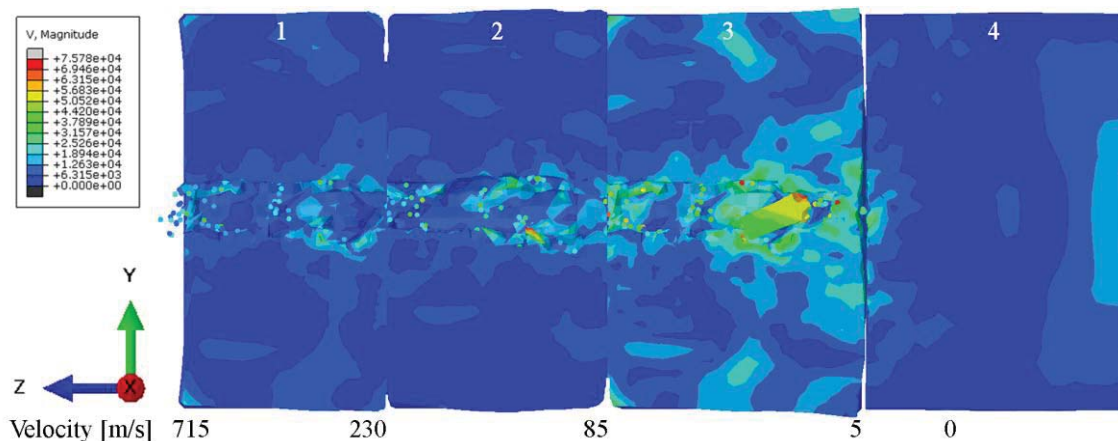 1 2 3 4
V, Magnitude
+7.578e+04
+6.946e+04
+6.315e+04
+5.683e+04
+5.052e+04
+4.420e+04
+3.789e+04
+3.157e+04
+2.526e+04
+1.894e+04
+1.263e+04
+6.315e+03
+0.000e+00
Y
Z X
Velocity [m/s] 715 230 85 5 0